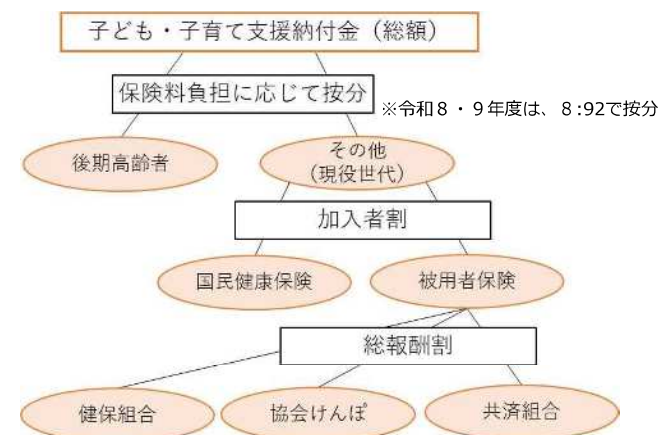 子ども・子育て支援納付金（総額）
保険料負担に応じて按分
※令和８・９年度は、８:92で按分
後期高齢者
その他
（現役世代）
加入者割
国民健康保険
被用者保険
総報酬割
健保組合
協会けんぽ
共済組合